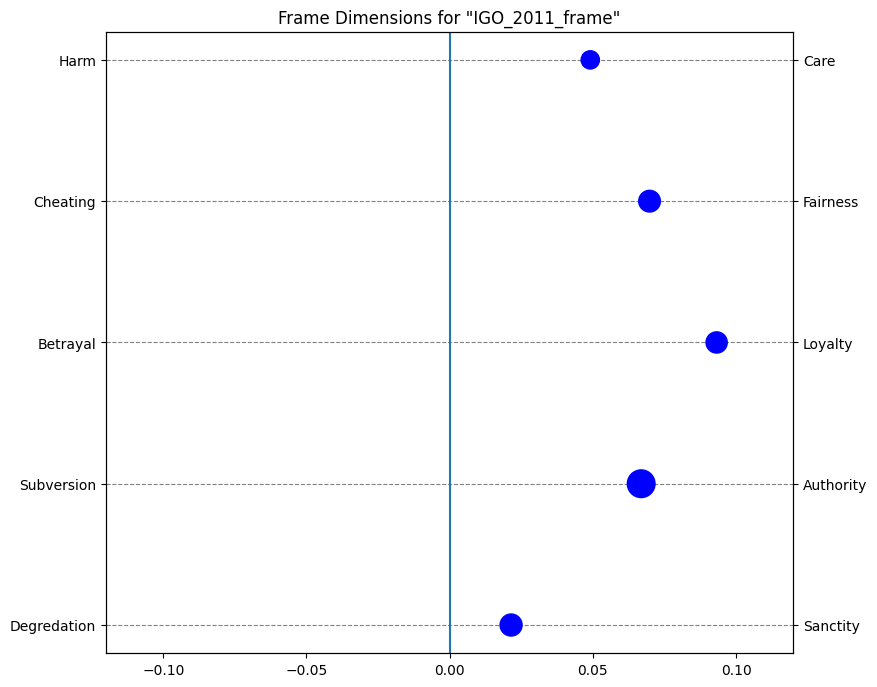 Frame Dimensions for "IGO_2011_frame"
Harm Care
Cheating Fairness
Betrayal Loyalty
Subversion Authority
Degredation Sanctity
−0.10 −0.05 0.00 0.05 0.10